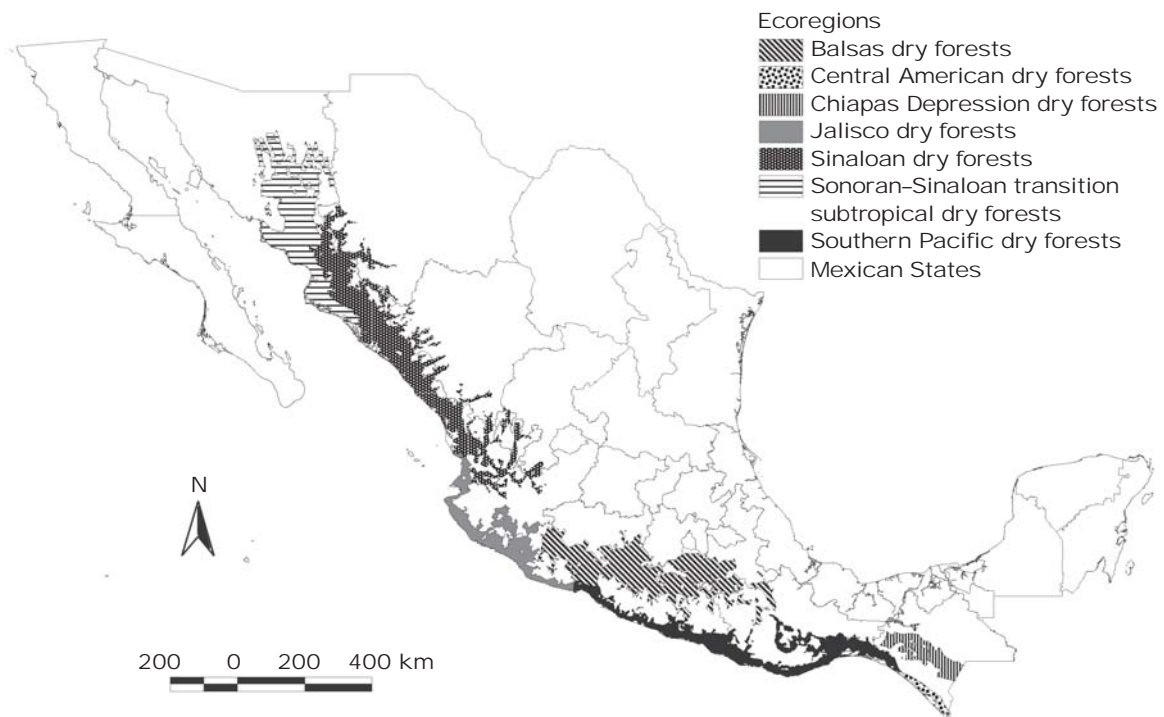 Ecoregions
Balsas dry forests
Central American dry forests
Chiapas Depression dry forests
Jalisco dry forests
Sinaloan dry forests
Sonoran–Sinaloan transition
subtropical dry forests
Southern Pacific dry forests
Mexican States
N
200 0 200 400 km